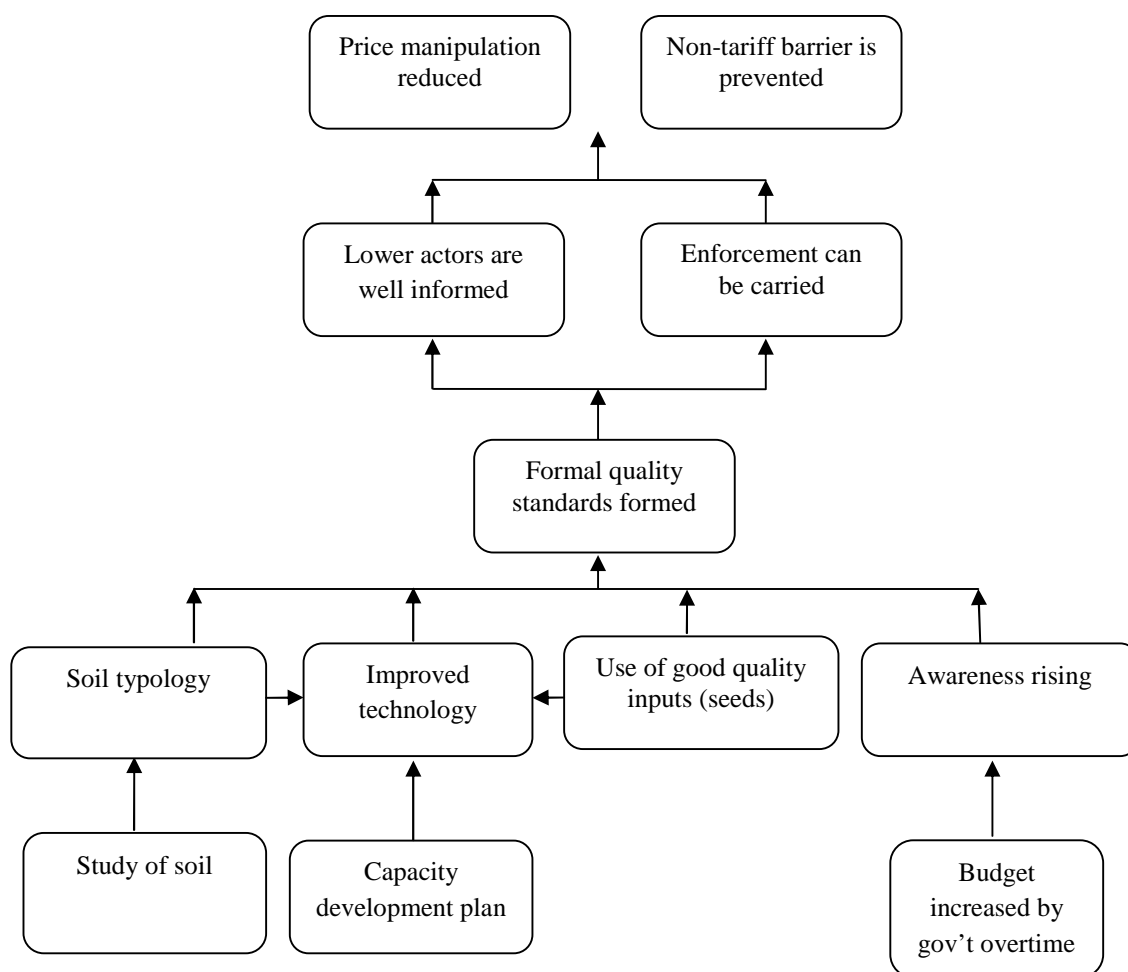 Price manipulation
reduced
Non-tariff barrier is
prevented
Lower actors are
well informed
Enforcement can
be carried
Formal quality
standards formed
Soil typology
Improved
technology
Use of good quality
inputs (seeds)
Awareness rising
Study of soil
Capacity
development plan
Budget
increased by
gov’t overtime